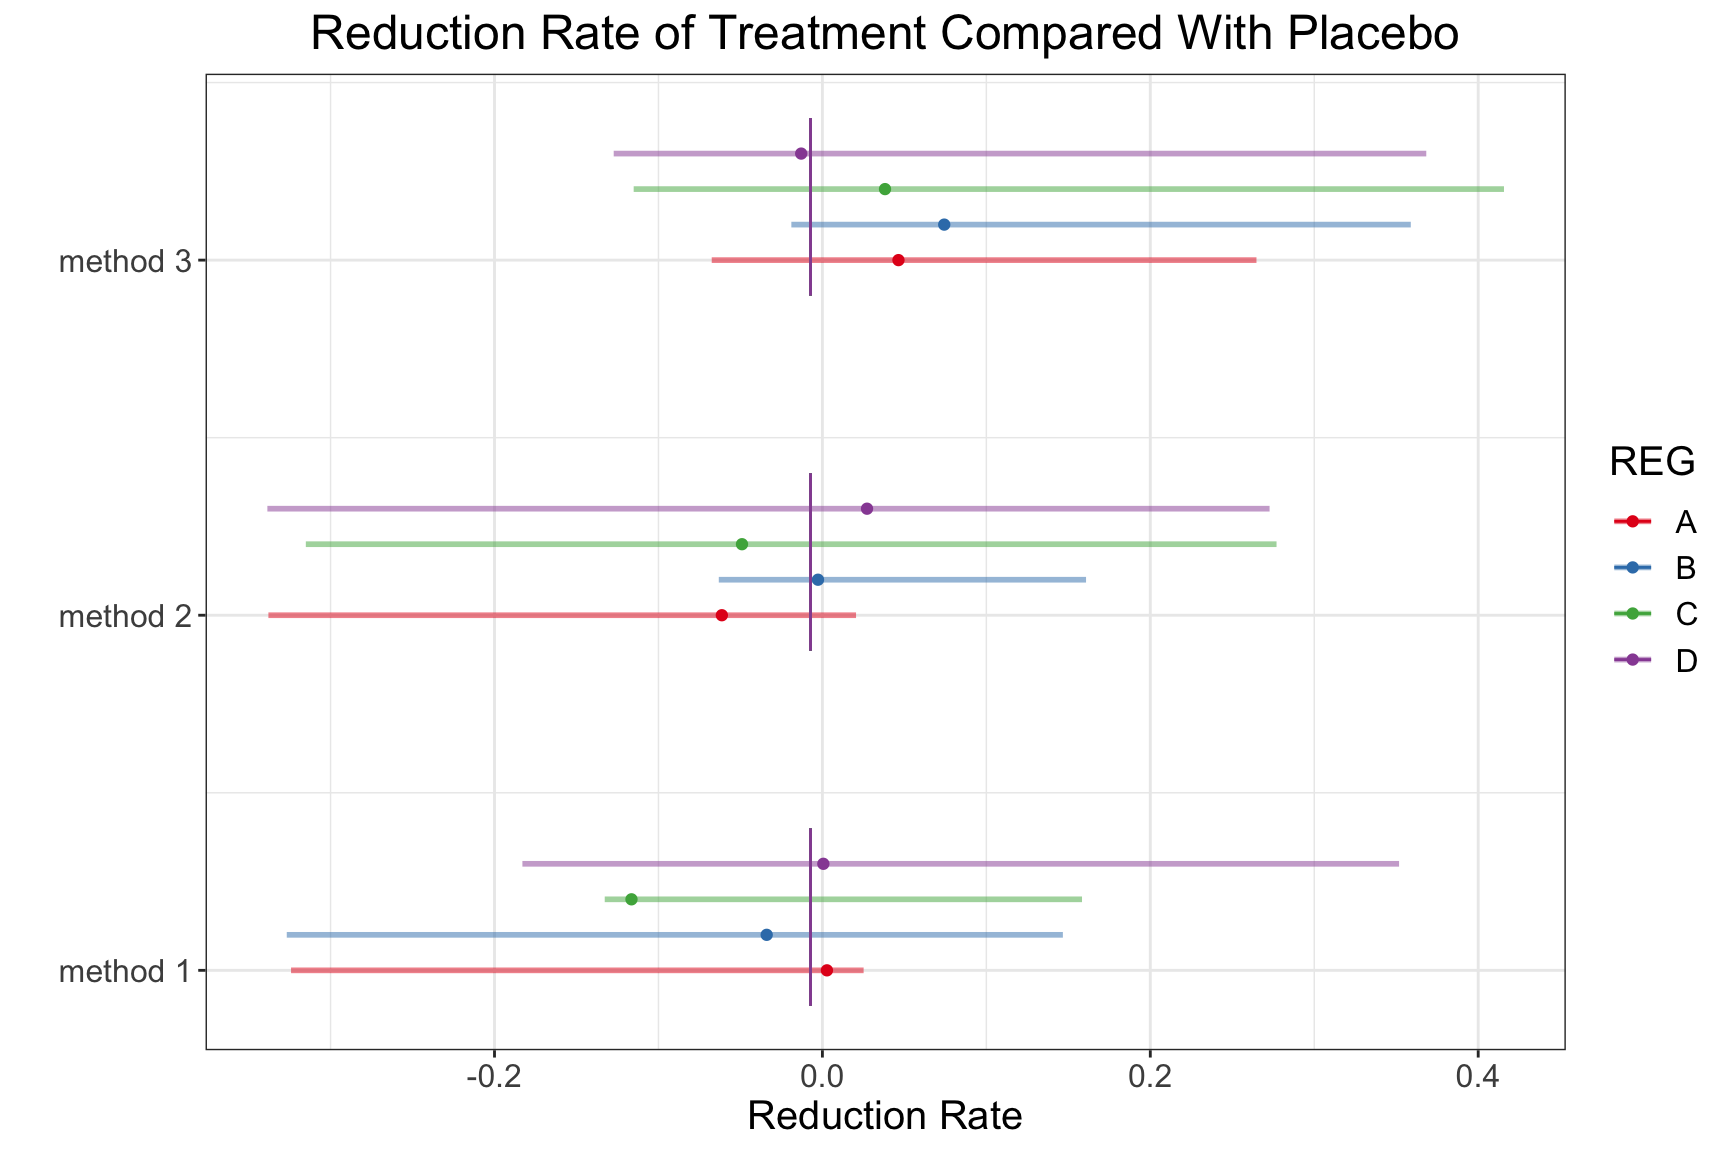 Reduction Rate of Treatment Compared With Placebo
method 3
method 2
method 1
-0.2 0.0 0.2 0.4
Reduction Rate
REG
A
B
C
D